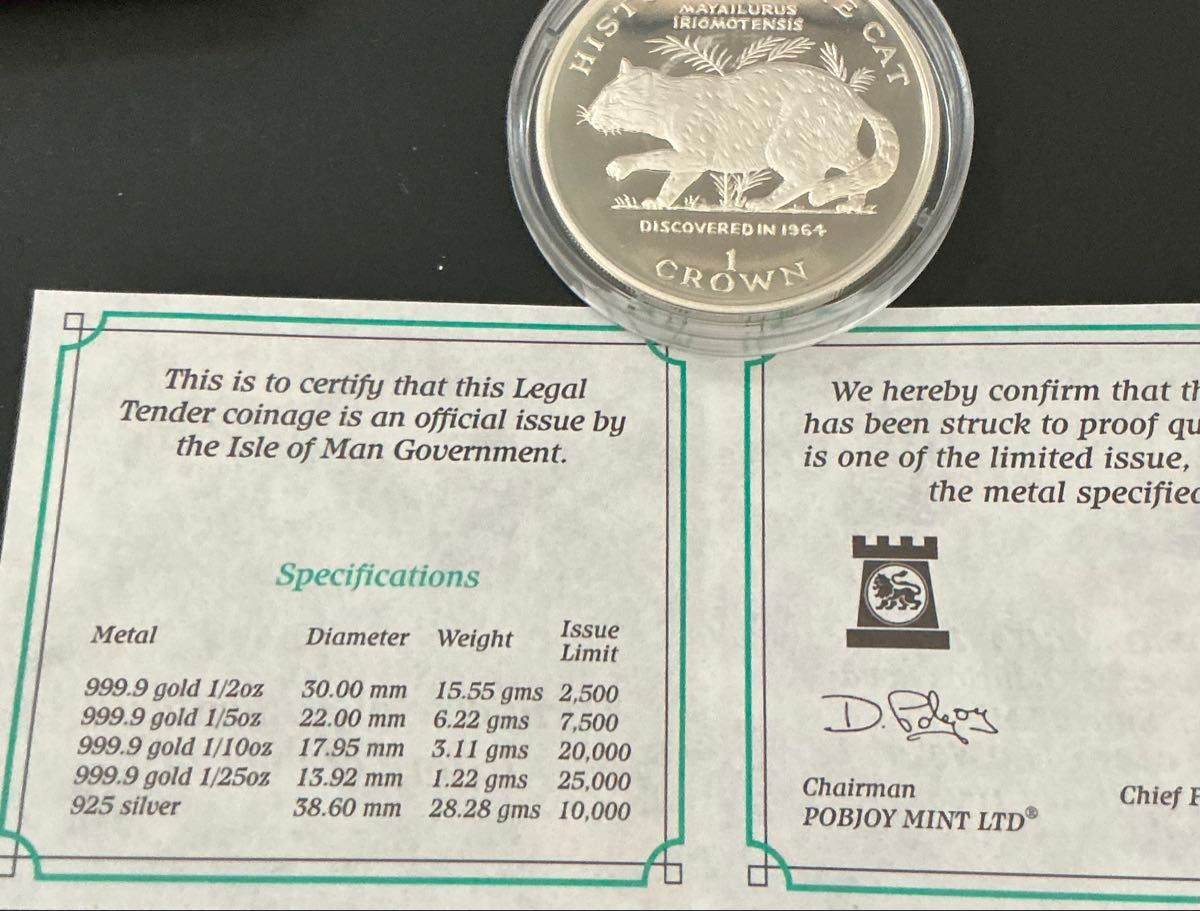 HIST E CAT
MAYAILURUS
IRIOMOTENSIS
DISCOVERED IN 1964
1
CROWN
This is to certify that this Legal
Tender coinage is an official issue by
the Isle of Man Government.
Specifications
Metal Diameter Weight Issue Limit
999.9 gold 1/2oz 30.00 mm 15.55 gms 2,500
999.9 gold 1/5oz 22.00 mm 6.22 gms 7,500
999.9 gold 1/10oz 17.95 mm 3.11 gms 20,000
999.9 gold 1/25oz 13.92 mm 1.22 gms 25,000
925 silver 38.60 mm 28.28 gms 10,000
We hereby confirm that th
has been struck to proof qu
is one of the limited issue,
the metal specified
D. Pobjoy
Chairman
POBJOY MINT LTD®
Chief F